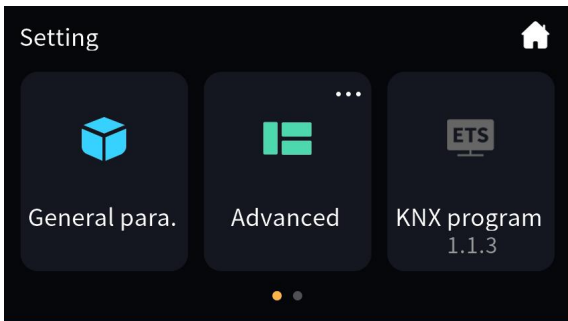 Setting
General para.
Advanced
ETS
KNX program
1.1.3